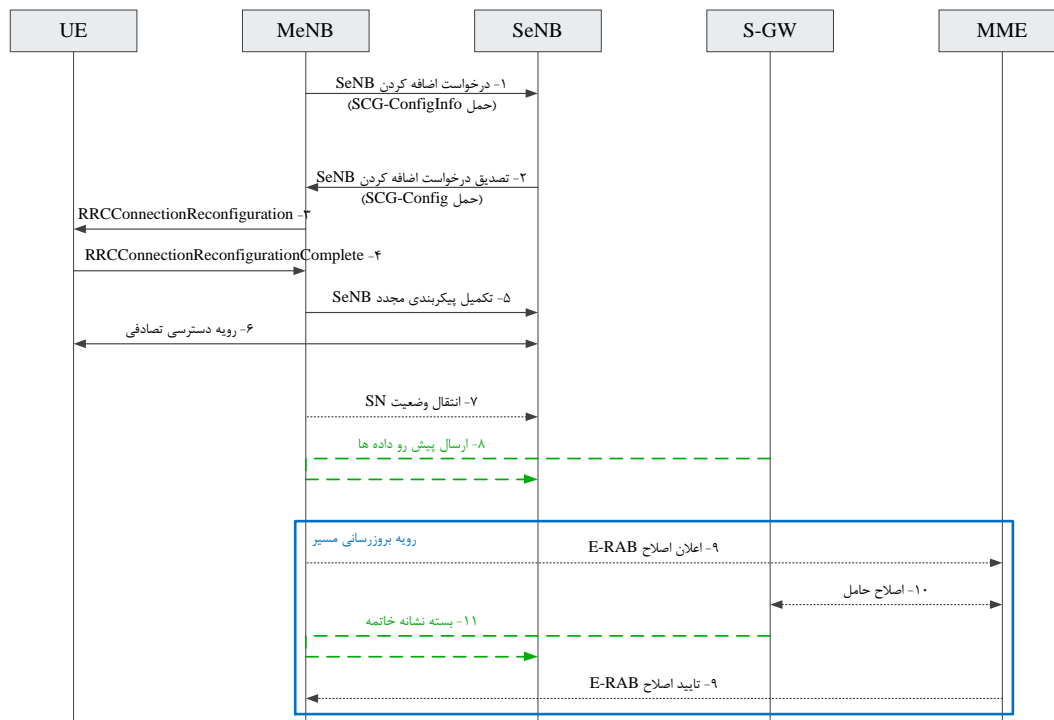 UE
MeNB
SeNB
S-GW
MME
۱- درخواست اضافه کردن SeNB
(حمل SCG-ConfigInfo)
۲- تصدیق درخواست اضافه کردن SeNB
(حمل SCG-Config)
۳- RRCConnectionReconfiguration
۴- RRCConnectionReconfigurationComplete
۵- تکمیل پیکربندی مجدد SeNB
۶- رویه دسترسی تصادفی
۷- انتقال وضعیت SN
۸- ارسال پیش رو داده ها
رویه بروزرسانی مسیر
۹- اعلان اصلاح E-RAB
۱۰- اصلاح حامل
۱۱- بسته نشانه خاتمه
۹- تایید اصلاح E-RAB